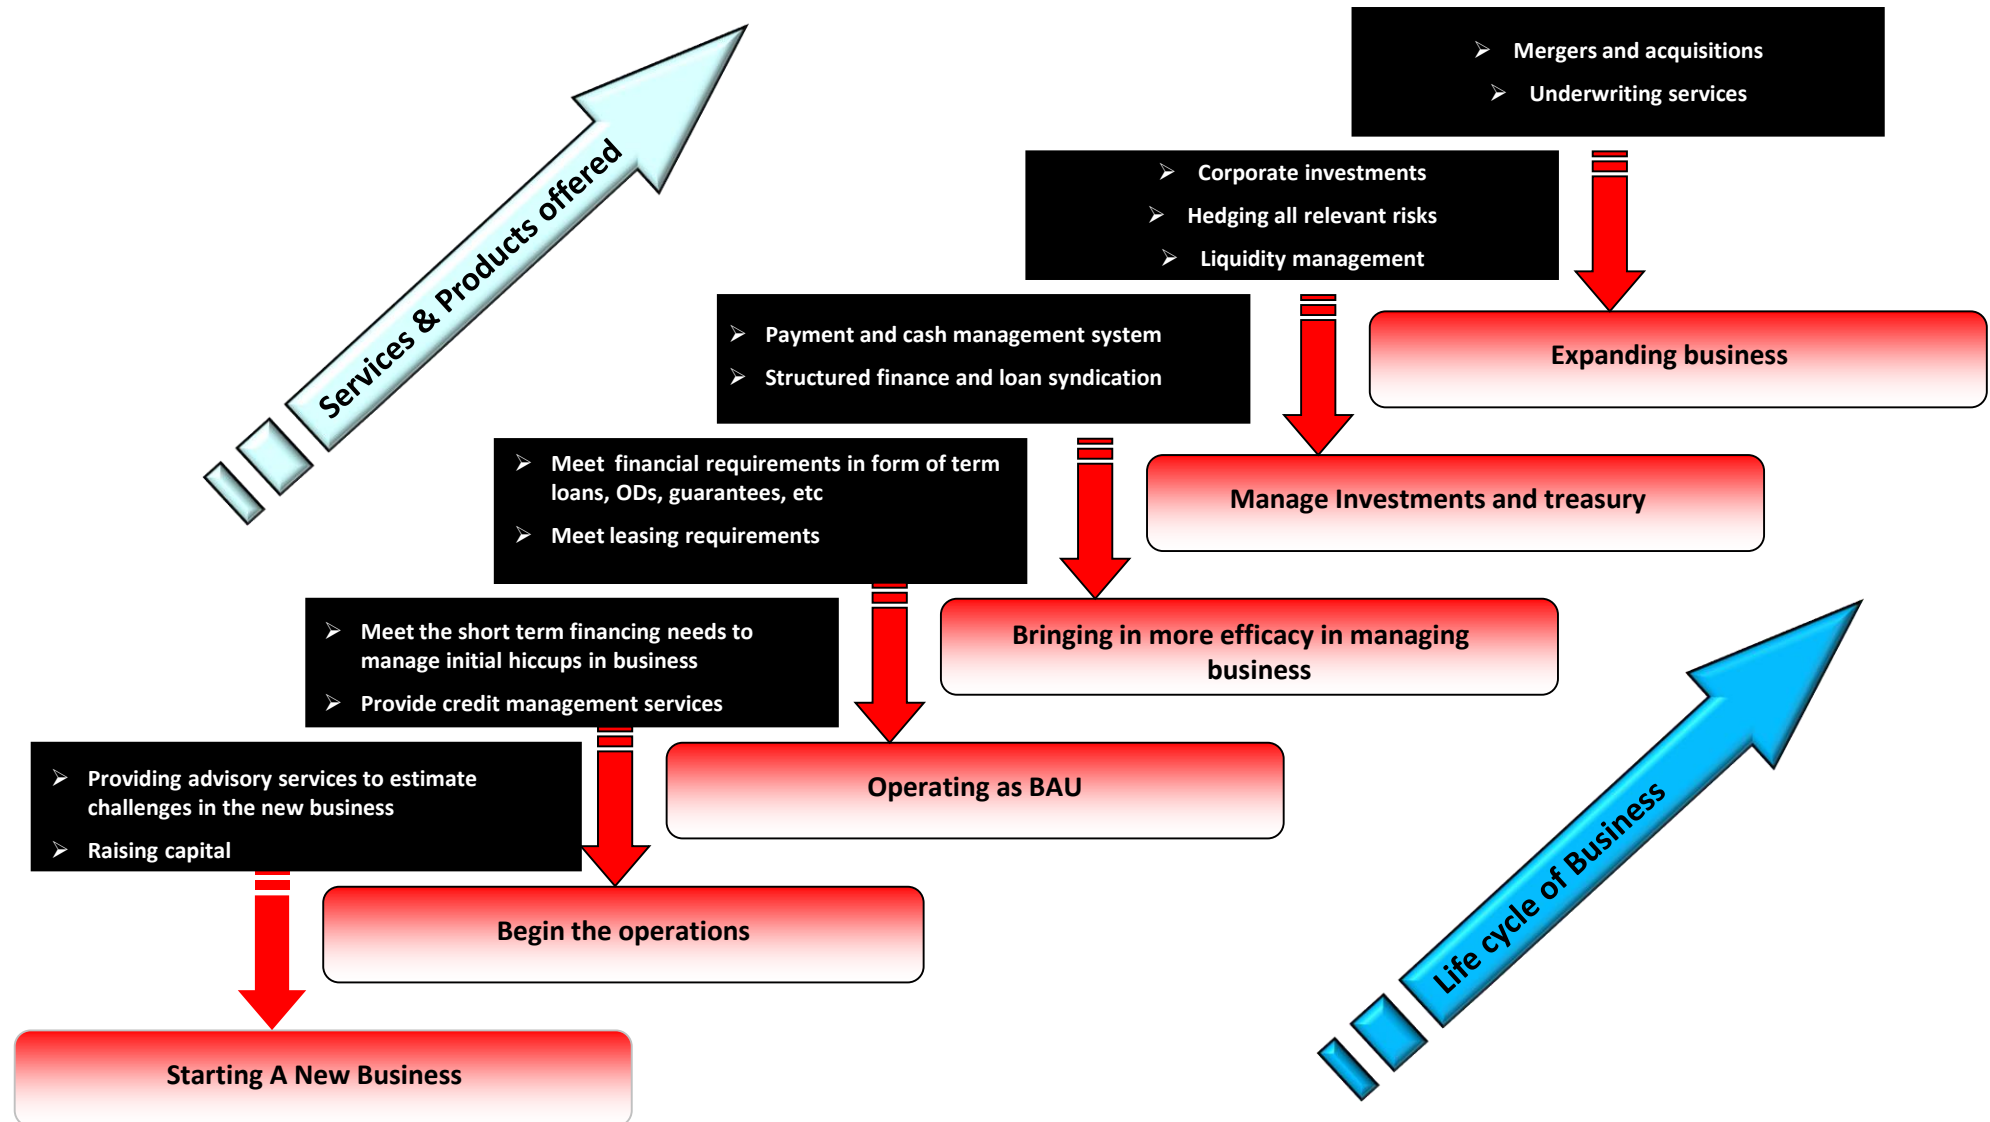 Mergers and acquisitions
Underwriting services
Corporate investments
Hedging all relevant risks
Liquidity management
Services & Products offered
Payment and cash management system
Structured finance and loan syndication
Expanding business
Meet financial requirements in form of term
loans, ODs, guarantees, etc
Meet leasing requirements
Manage Investments and treasury
Meet the short term financing needs to
manage initial hiccups in business
Provide credit management services
Bringing in more efficacy in managing
business
Providing advisory services to estimate
challenges in the new business
Raising capital
Operating as BAU
Life cycle of Business
Begin the operations
Starting A New Business